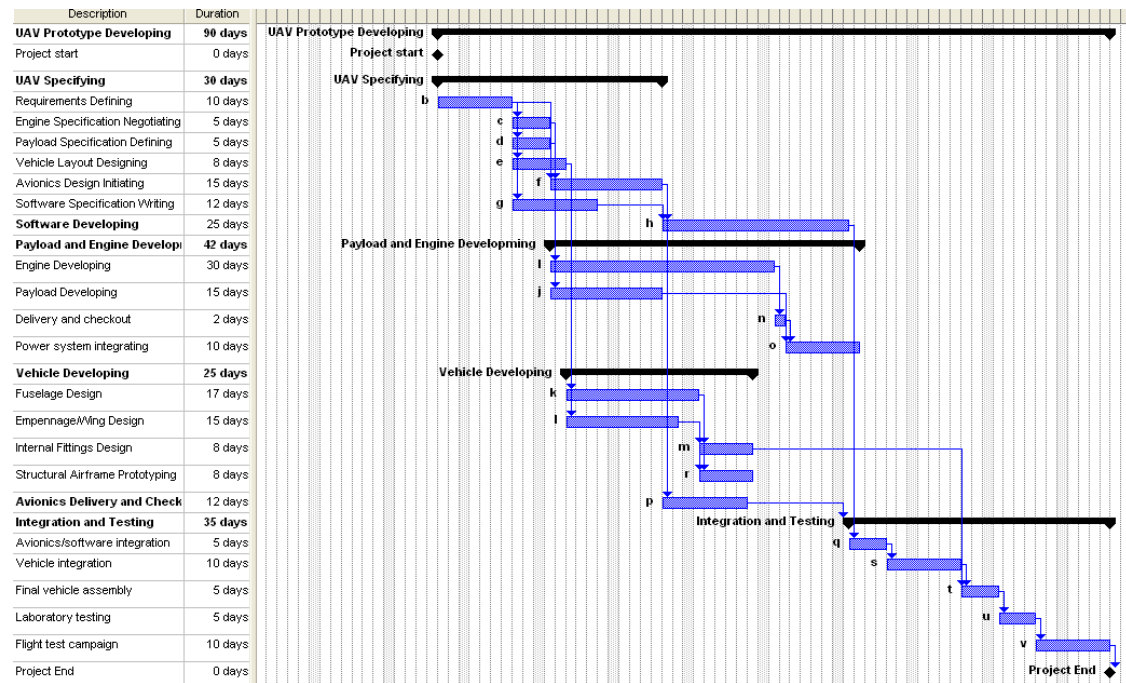 Description Duration
UAV Prototype Developing 90 days UAV Prototype Developing
Project start 0 days Project start
UAV Specifying 30 days UAV Specifying
Requirements Defining 10 days b
Engine Specification Negotiating 5 days c
Payload Specification Defining 5 days d
Vehicle Layout Designing 8 days e
Avionics Design Initiating 15 days f
Software Specification Writing 12 days g
Software Developing 25 days h
Payload and Engine Developi 42 days Payload and Engine Developming
Engine Developing 30 days I
Payload Developing 15 days j
Delivery and checkout 2 days n
Power system integrating 10 days o
Vehicle Developing 25 days Vehicle Developing
Fuselage Design 17 days k
Empennage/Wing Design 15 days l
Internal Fittings Design 8 days m
Structural Airframe Prototyping 8 days r
Avionics Delivery and Check 12 days p
Integration and Testing 35 days Integration and Testing
Avionics/software integration 5 days q
Vehicle integration 10 days s
Final vehicle assembly 5 days t
Laboratory testing 5 days u
Flight test campaign 10 days v
Project End 0 days Project End